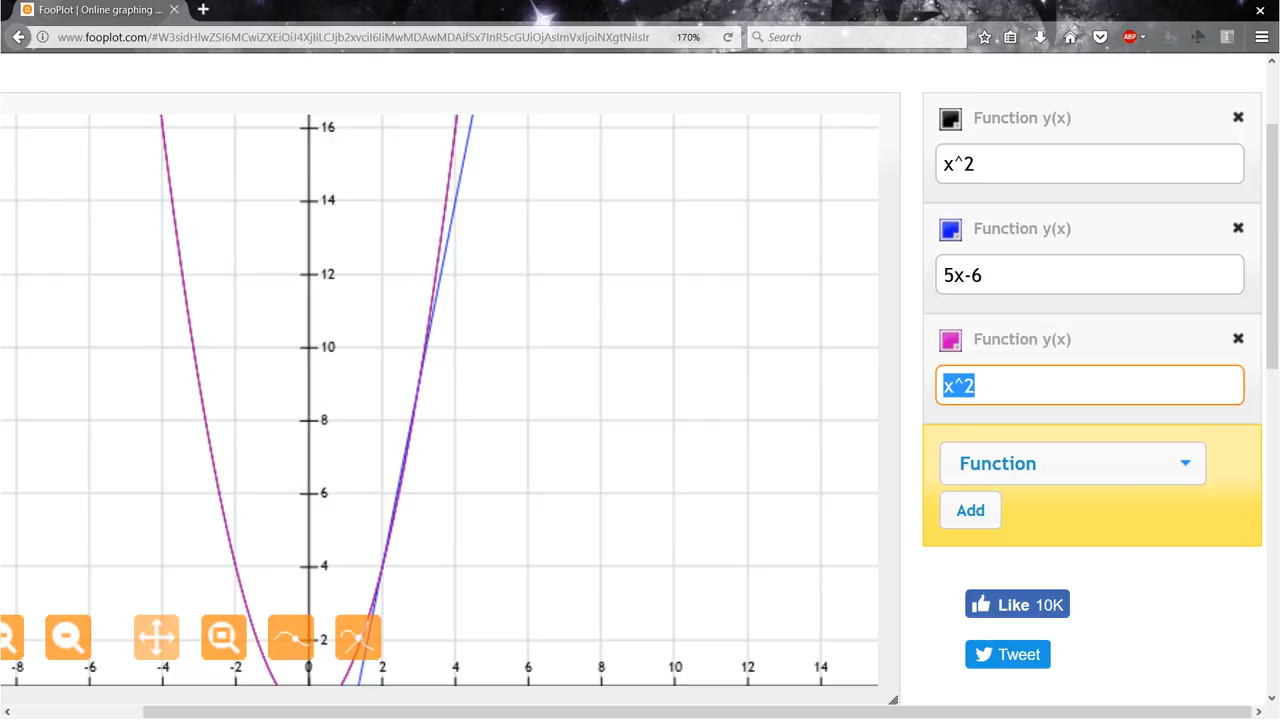 FooPlot | Online graphing ...
www.fooplot.com/#W3sidHlwZSI6MCwiZXEiOiJ4XjIiLCJjb2xvciI6IiMwMDAwMDAifSx7InR5cGUiOjAsImVxIjoiNXgtNiIsIr
170%
Search
ABP
Function y(x)
x^2
Function y(x)
5x-6
Function y(x)
x^2
Function
Add
Like 10K
Tweet
16
14
12
10
8
6
4
2
-8 -6 -4 -2 0 2 4 6 8 10 12 14